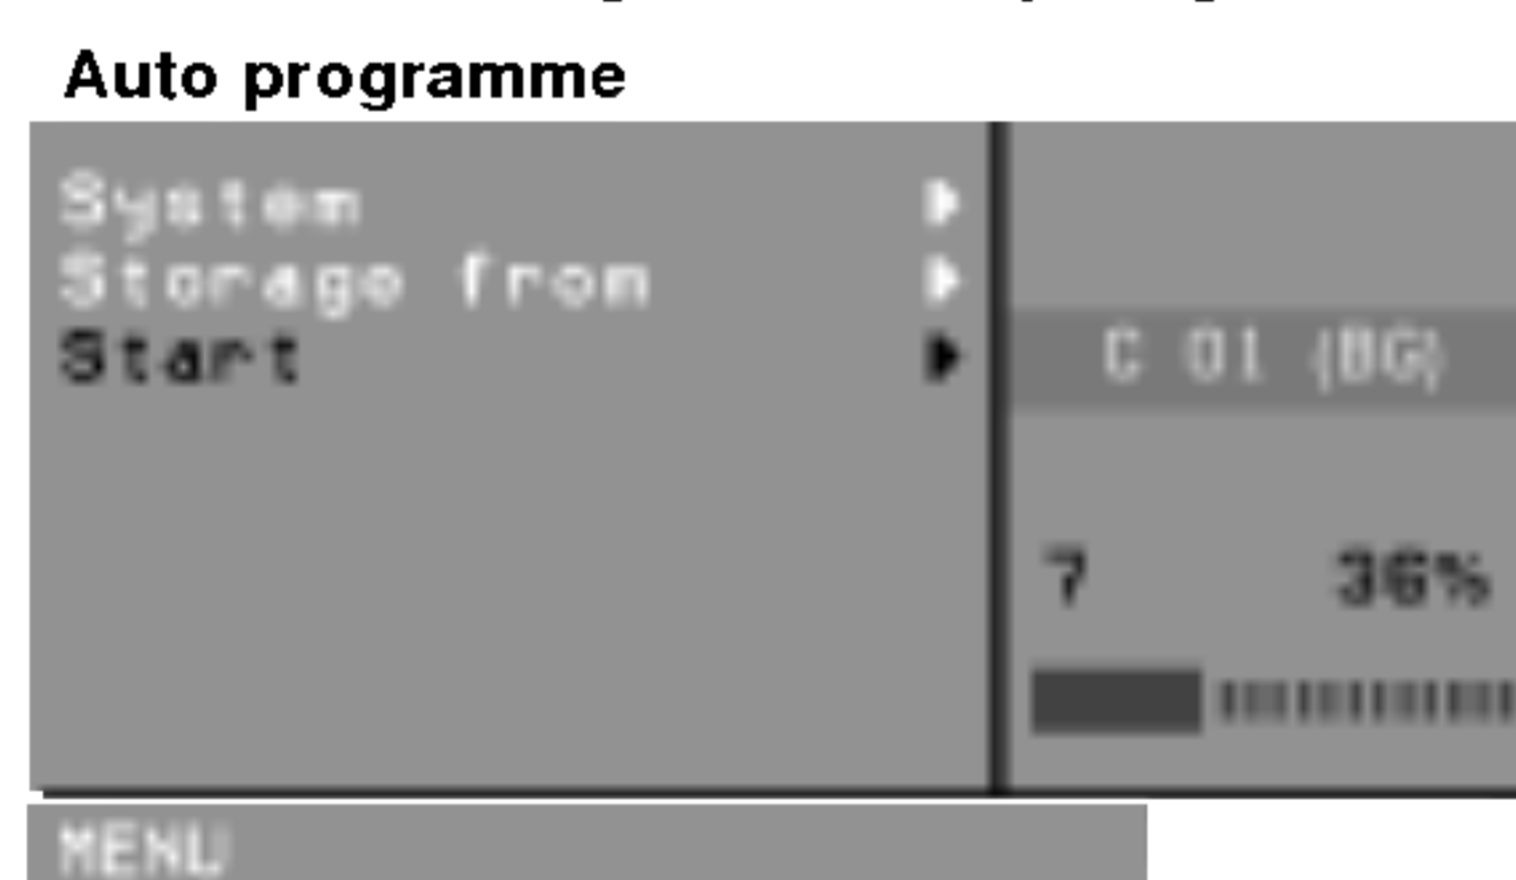 Auto programme
System
Storage from
Start
C 01 (BG)
7 36%
MENU